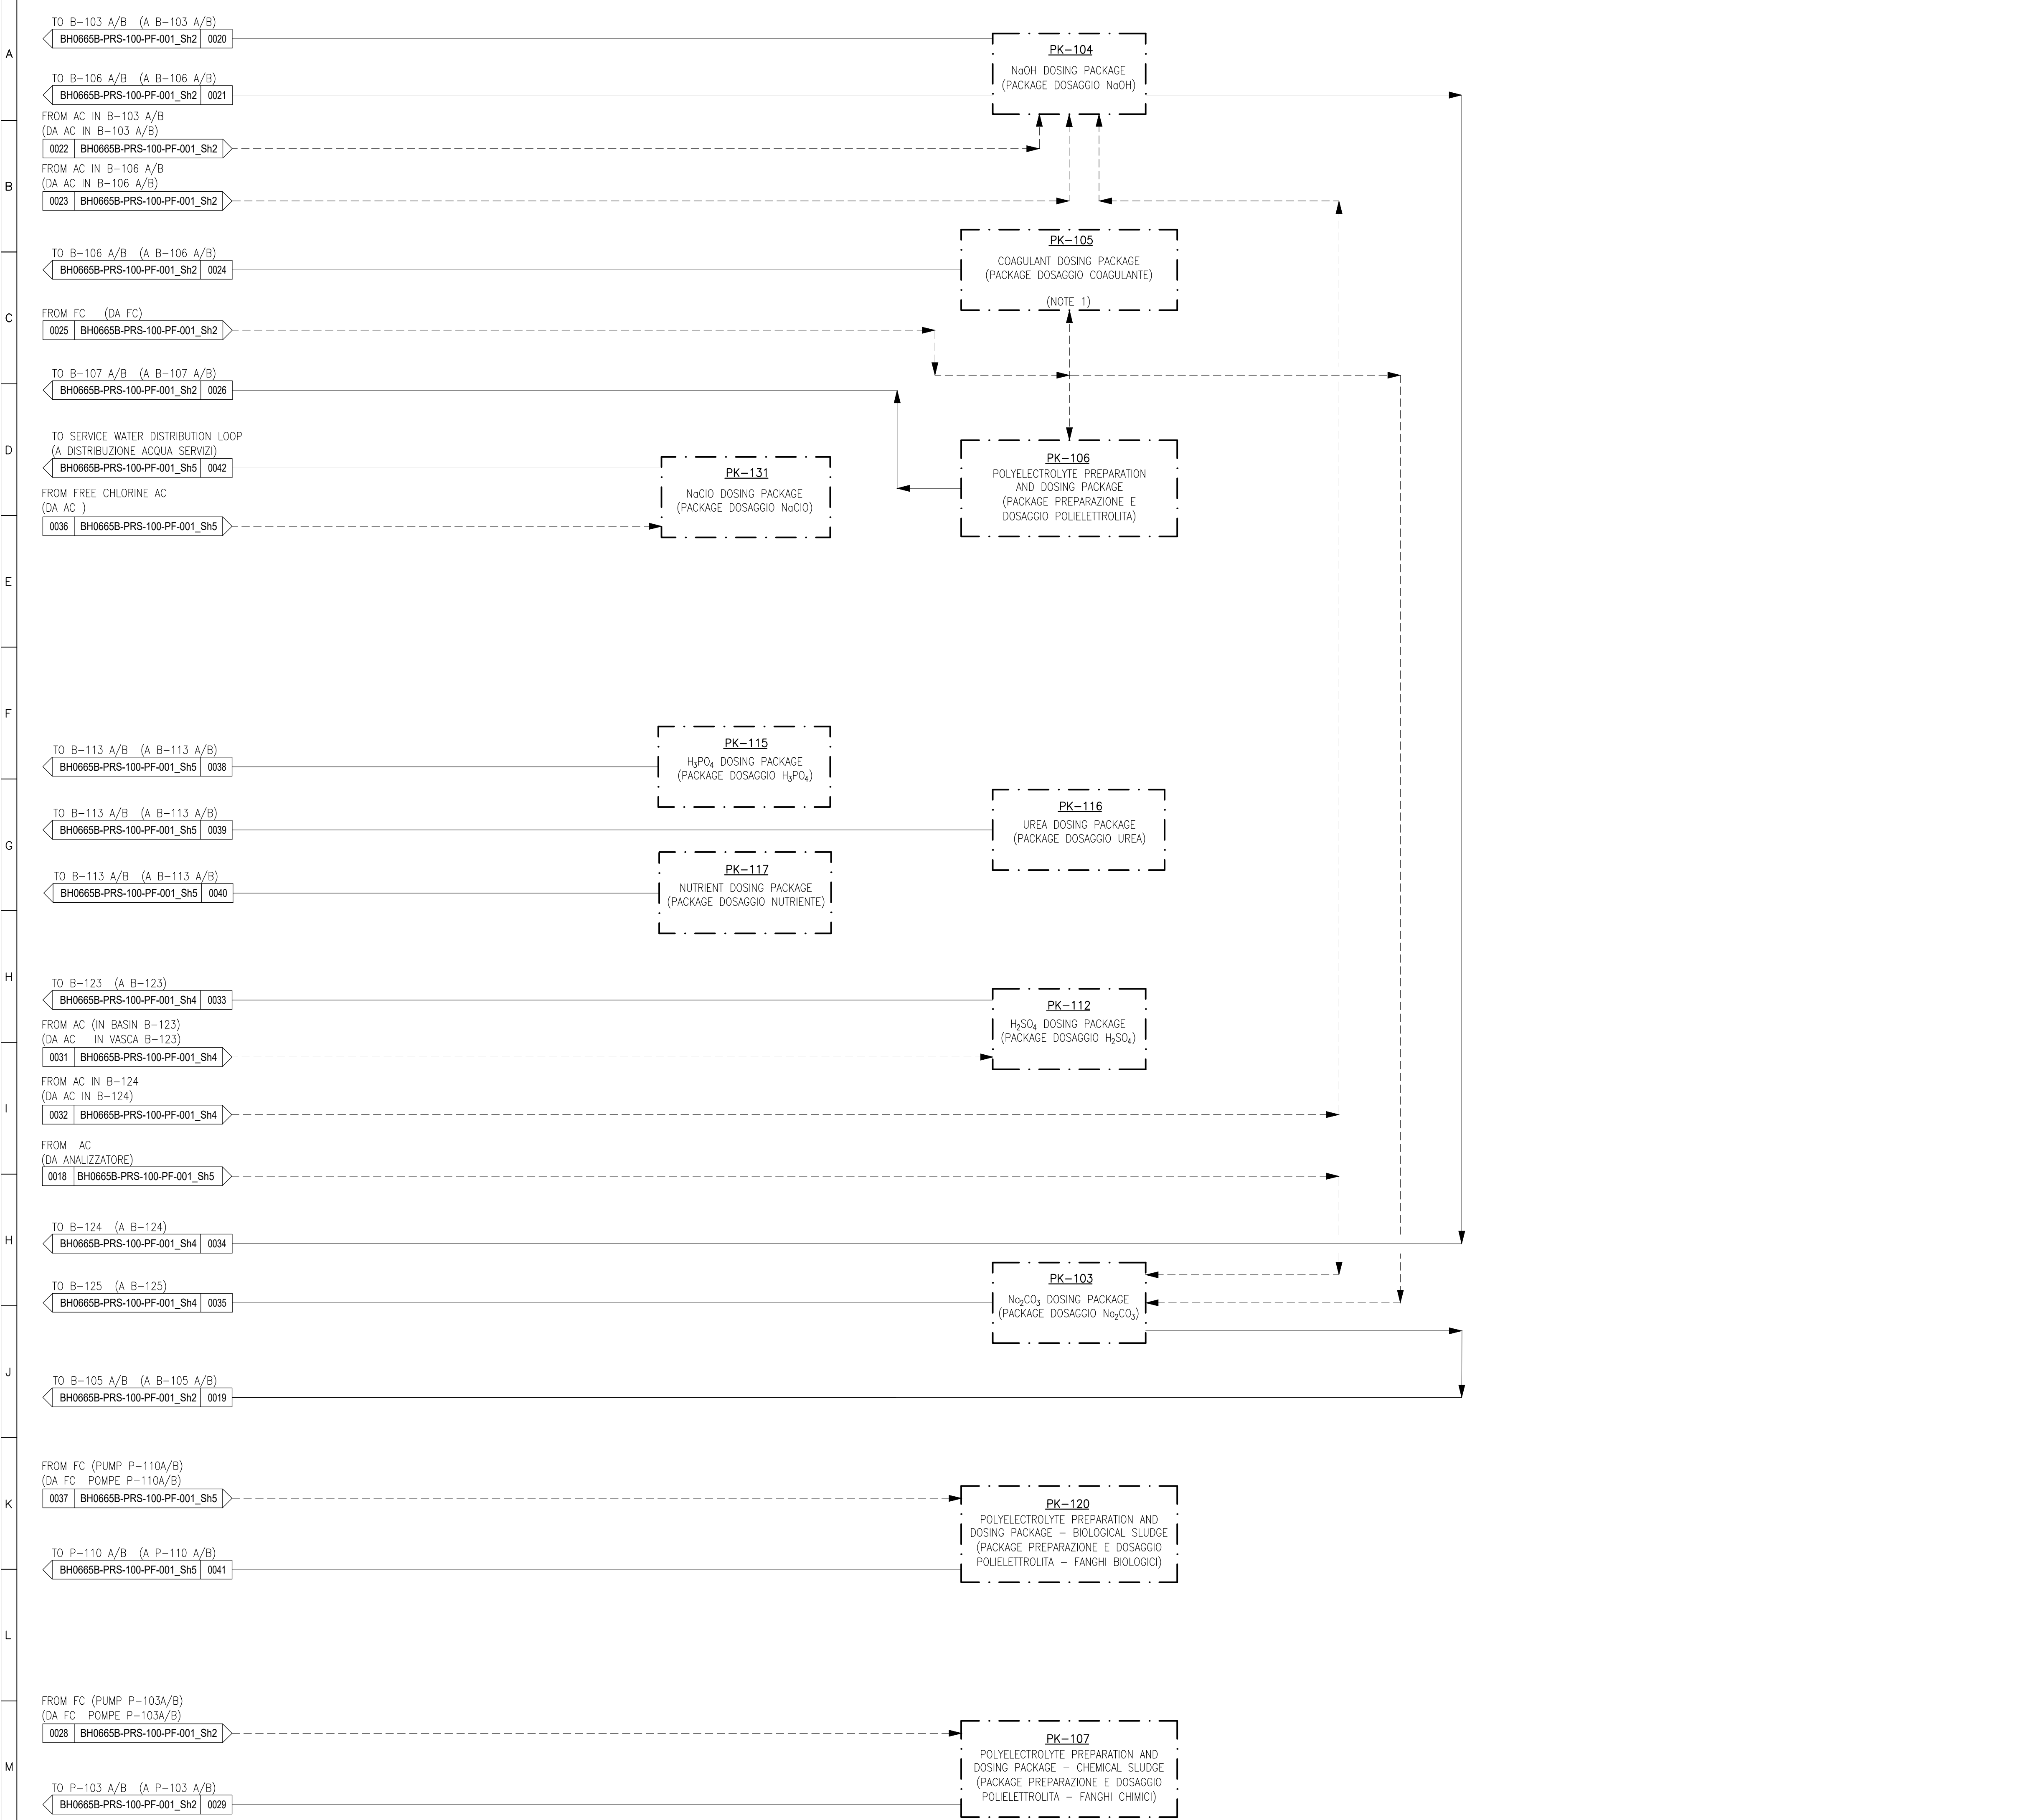 A
TO B-103 A/B (A B-103 A/B)
BH0665B-PRS-100-PF-001_Sh2 0020
PK-104
NaOH DOSING PACKAGE
(PACKAGE DOSAGGIO NaOH)
TO B-106 A/B (A B-106 A/B)
BH0665B-PRS-100-PF-001_Sh2 0021
FROM AC IN B-103 A/B
(DA AC IN B-103 A/B)
0022 BH0665B-PRS-100-PF-001_Sh2
B
FROM AC IN B-106 A/B
(DA AC IN B-106 A/B)
0023 BH0665B-PRS-100-PF-001_Sh2
PK-105
COAGULANT DOSING PACKAGE
(PACKAGE DOSAGGIO COAGULANTE)
(NOTE 1)
TO B-106 A/B (A B-106 A/B)
BH0665B-PRS-100-PF-001_Sh2 0024
C
FROM FC (DA FC)
0025 BH0665B-PRS-100-PF-001_Sh2
TO B-107 A/B (A B-107 A/B)
BH0665B-PRS-100-PF-001_Sh2 0026
D
TO SERVICE WATER DISTRIBUTION LOOP
(A DISTRIBUZIONE ACQUA SERVIZI)
BH0665B-PRS-100-PF-001_Sh5 0042
PK-131
NaClO DOSING PACKAGE
(PACKAGE DOSAGGIO NaClO)
PK-106
POLYELECTROLYTE PREPARATION
AND DOSING PACKAGE
(PACKAGE PREPARAZIONE E
DOSAGGIO POLIELETTROLITA)
FROM FREE CHLORINE AC
(DA AC )
0036 BH0665B-PRS-100-PF-001_Sh5
E
F
PK-115
H₃PO₄ DOSING PACKAGE
(PACKAGE DOSAGGIO H₃PO₄)
TO B-113 A/B (A B-113 A/B)
BH0665B-PRS-100-PF-001_Sh5 0038
PK-116
UREA DOSING PACKAGE
(PACKAGE DOSAGGIO UREA)
TO B-113 A/B (A B-113 A/B)
BH0665B-PRS-100-PF-001_Sh5 0039
G
PK-117
NUTRIENT DOSING PACKAGE
(PACKAGE DOSAGGIO NUTRIENTE)
TO B-113 A/B (A B-113 A/B)
BH0665B-PRS-100-PF-001_Sh5 0040
H
TO B-123 (A B-123)
BH0665B-PRS-100-PF-001_Sh4 0033
PK-112
H₂SO₄ DOSING PACKAGE
(PACKAGE DOSAGGIO H₂SO₄)
FROM AC (IN BASIN B-123)
(DA AC IN VASCA B-123)
0031 BH0665B-PRS-100-PF-001_Sh4
FROM AC IN B-124
(DA AC IN B-124)
0032 BH0665B-PRS-100-PF-001_Sh4
I
FROM AC
(DA ANALIZZATORE)
0018 BH0665B-PRS-100-PF-001_Sh5
H
TO B-124 (A B-124)
BH0665B-PRS-100-PF-001_Sh4 0034
PK-103
Na₂CO₃ DOSING PACKAGE
(PACKAGE DOSAGGIO Na₂CO₃)
TO B-125 (A B-125)
BH0665B-PRS-100-PF-001_Sh4 0035
J
TO B-105 A/B (A B-105 A/B)
BH0665B-PRS-100-PF-001_Sh2 0019
FROM FC (PUMP P-110A/B)
(DA FC POMPE P-110A/B)
0037 BH0665B-PRS-100-PF-001_Sh5
K
PK-120
POLYELECTROLYTE PREPARATION AND
DOSING PACKAGE - BIOLOGICAL SLUDGE
(PACKAGE PREPARAZIONE E DOSAGGIO
POLIELETTROLITA - FANGHI BIOLOGICI)
TO P-110 A/B (A P-110 A/B)
BH0665B-PRS-100-PF-001_Sh5 0041
L
FROM FC (PUMP P-103A/B)
(DA FC POMPE P-103A/B)
0028 BH0665B-PRS-100-PF-001_Sh2
M
PK-107
POLYELECTROLYTE PREPARATION AND
DOSING PACKAGE - CHEMICAL SLUDGE
(PACKAGE PREPARAZIONE E DOSAGGIO
POLIELETTROLITA - FANGHI CHIMICI)
TO P-103 A/B (A P-103 A/B)
BH0665B-PRS-100-PF-001_Sh2 0029